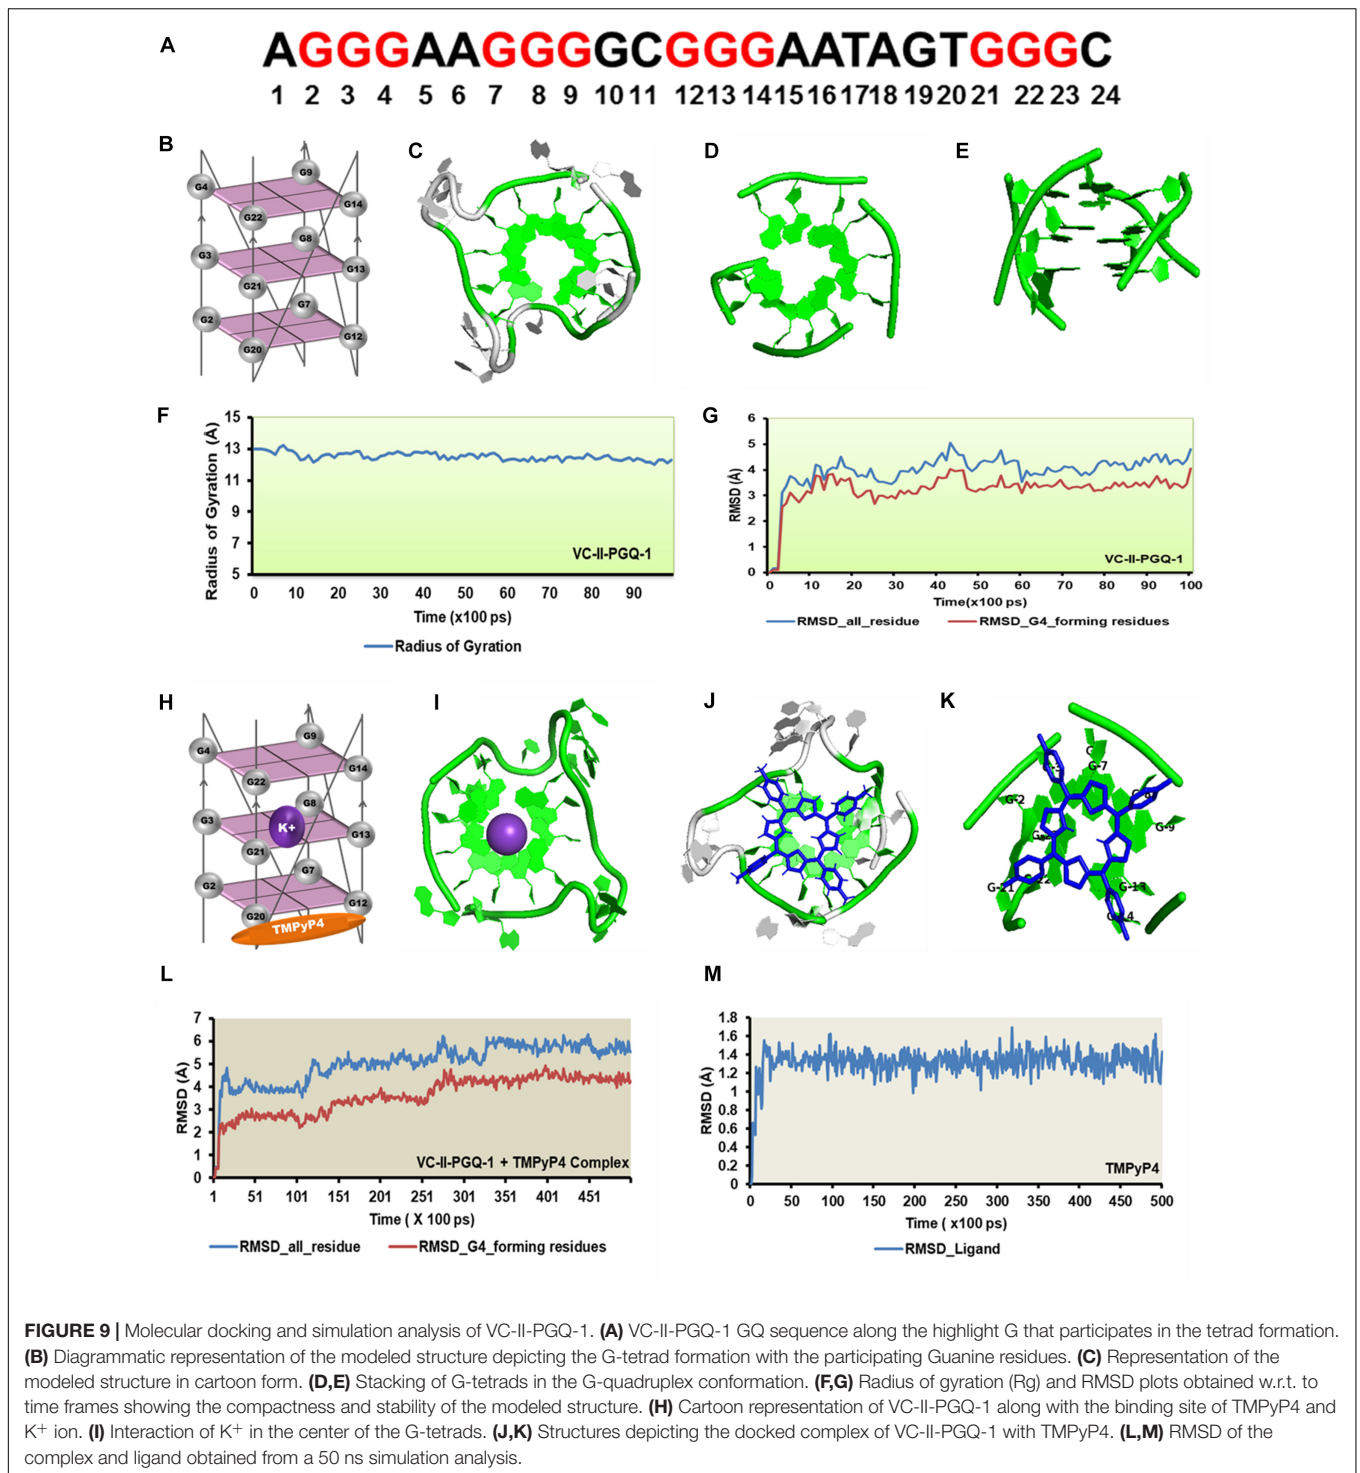 A
AGGGAAGGGGCGGGAATAGTGGGC
1 2 3 4 5 6 7 8 9 10 11 12 13 14 15 16 17 18 19 20 21 22 23 24
B
C
D
E
G9
G4
G14
G22
G8
G3
G13
G21
G7
G2
G12
G20
F
Radius of Gyration (Å)
15
13
11
9
7
5
VC-II-PGQ-1
0 10 20 30 40 50 60 70 80 90
Time (x100 ps)
Radius of Gyration
G
RMSD (Å)
6
5
4
3
2
1
0
VC-II-PGQ-1
0 10 20 30 40 50 60 70 80 90 100
Time(x100 ps)
RMSD_all_residue RMSD_G4_forming residues
H
I
J
K
G9
G4
G14
G22
G8
G3
K+
G13
G21
G7
G2
G12
G20
TMPyP4
C
G-7
G-2
G-9
G-21
G-13
L
RMSD (Å)
7
6
5
4
3
2
1
0
VC-II-PGQ-1 + TMPyP4 Complex
1 51 101 151 201 251 301 351 401 451
Time ( X 100 ps)
RMSD_all_residue RMSD_G4_forming residues
M
RMSD (Å)
1.8
1.6
1.4
1.2
1
0.8
0.6
0.4
0.2
0
TMPyP4
0 50 100 150 200 250 300 350 400 450 500
Time ( x100 ps)
RMSD_Ligand
FIGURE 9 | Molecular docking and simulation analysis of VC-II-PGQ-1. (A) VC-II-PGQ-1 GQ sequence along the highlight G that participates in the tetrad formation.
(B) Diagrammatic representation of the modeled structure depicting the G-tetrad formation with the participating Guanine residues. (C) Representation of the
modeled structure in cartoon form. (D,E) Stacking of G-tetrads in the G-quadruplex conformation. (F,G) Radius of gyration (Rg) and RMSD plots obtained w.r.t. to
time frames showing the compactness and stability of the modeled structure. (H) Cartoon representation of VC-II-PGQ-1 along with the binding site of TMPyP4 and
K+ ion. (I) Interaction of K+ in the center of the G-tetrads. (J,K) Structures depicting the docked complex of VC-II-PGQ-1 with TMPyP4. (L,M) RMSD of the
complex and ligand obtained from a 50 ns simulation analysis.